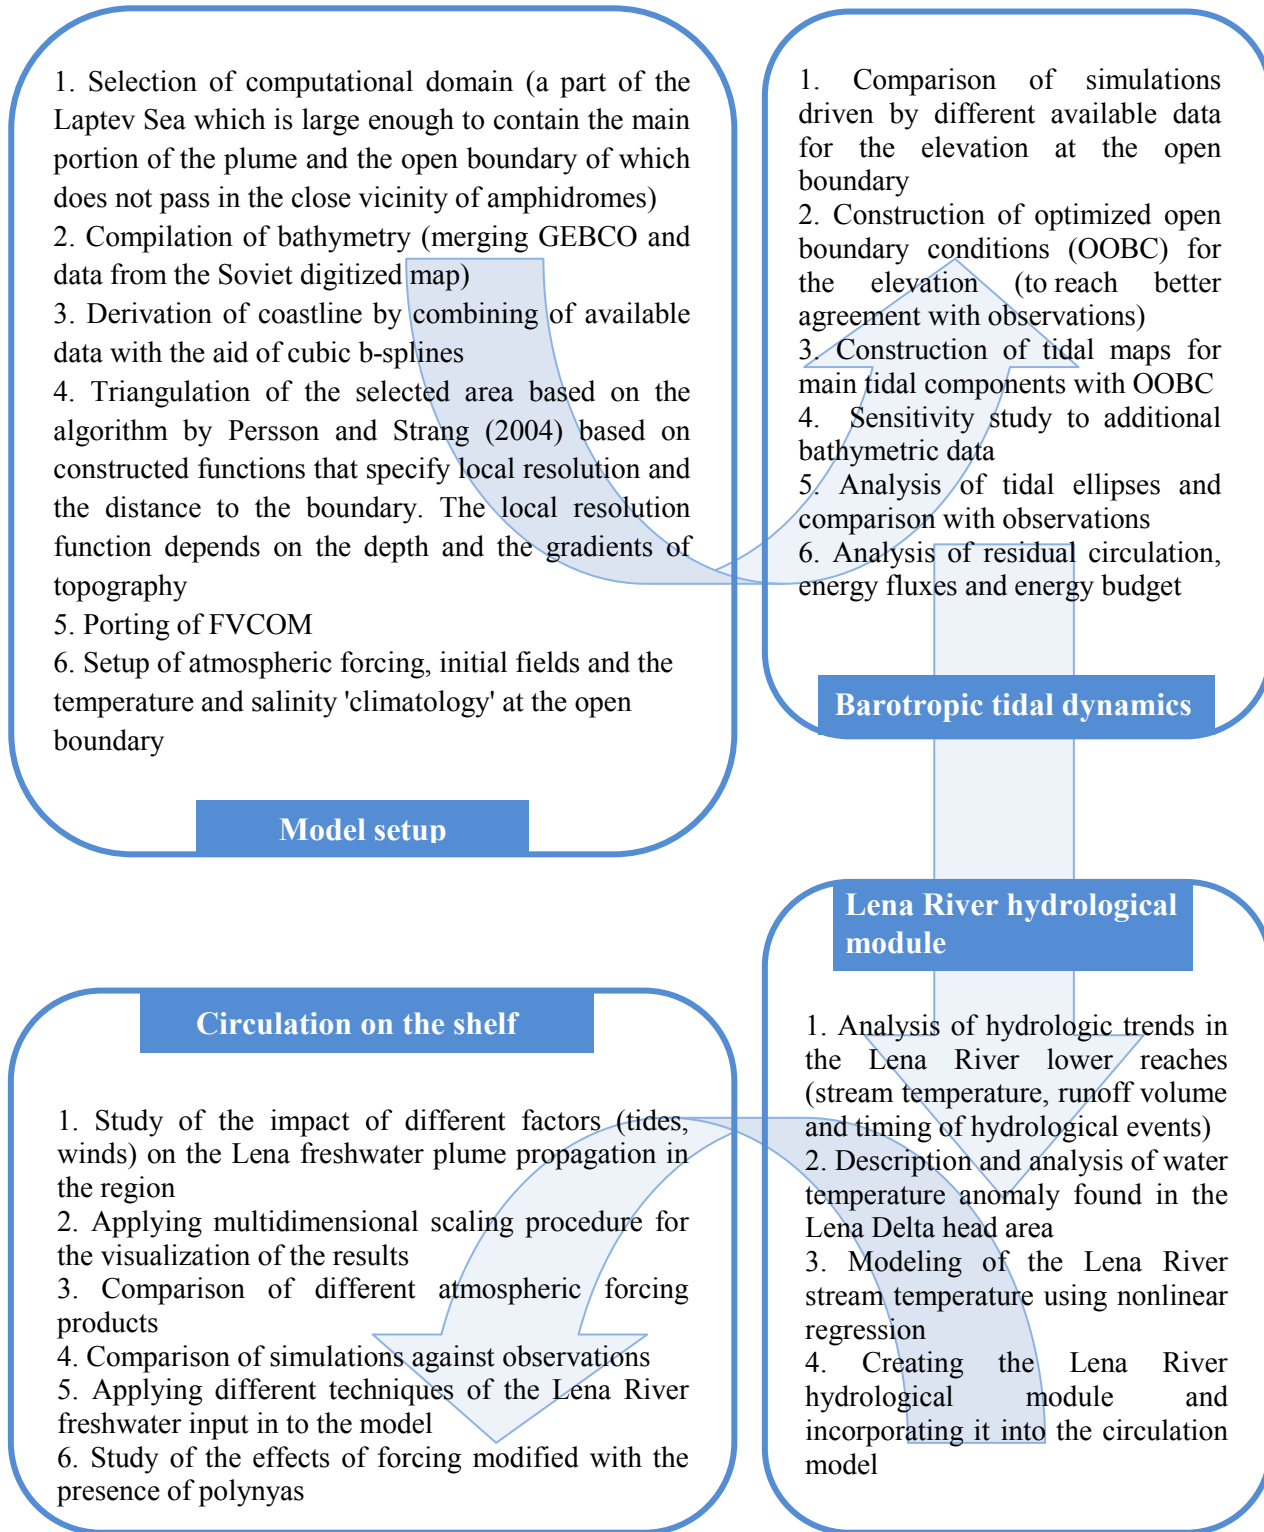 1. Selection of computational domain (a part of the
Laptev Sea which is large enough to contain the main
portion of the plume and the open boundary of which
does not pass in the close vicinity of amphidromes)
2. Compilation of bathymetry (merging GEBCO and
data from the Soviet digitized map)
3. Derivation of coastline by combining of available
data with the aid of cubic b-splines
4. Triangulation of the selected area based on the
algorithm by Persson and Strang (2004) based on
constructed functions that specify local resolution and
the distance to the boundary. The local resolution
function depends on the depth and the gradients of
topography
5. Porting of FVCOM
6. Setup of atmospheric forcing, initial fields and the
temperature and salinity 'climatology' at the open
boundary
Model setup
1. Comparison of simulations
driven by different available data
for the elevation at the open
boundary
2. Construction of optimized open
boundary conditions (OOBC) for
the elevation (to reach better
agreement with observations)
3. Construction of tidal maps for
main tidal components with OOBC
4. Sensitivity study to additional
bathymetric data
5. Analysis of tidal ellipses and
comparison with observations
6. Analysis of residual circulation,
energy fluxes and energy budget
Barotropic tidal dynamics
Lena River hydrological
module
1. Analysis of hydrologic trends in
the Lena River lower reaches
(stream temperature, runoff volume
and timing of hydrological events)
2. Description and analysis of water
temperature anomaly found in the
Lena Delta head area
3. Modeling of the Lena River
stream temperature using nonlinear
regression
4. Creating the Lena River
hydrological module and
incorporating it into the circulation
model
Circulation on the shelf
1. Study of the impact of different factors (tides,
winds) on the Lena freshwater plume propagation in
the region
2. Applying multidimensional scaling procedure for
the visualization of the results
3. Comparison of different atmospheric forcing
products
4. Comparison of simulations against observations
5. Applying different techniques of the Lena River
freshwater input in to the model
6. Study of the effects of forcing modified with the
presence of polynyas